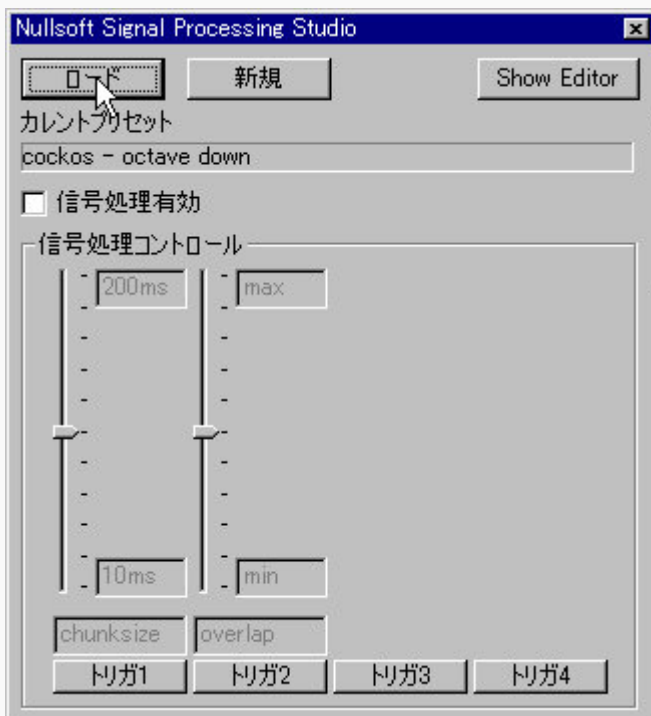 Nullsoft Signal Processing Studio
ロード 新規 Show Editor
カレントプリセット
cockos - octave down
信号処理有効
信号処理コントロール
200ms max
10ms min
chunksize overlap
トリガ1 トリガ2 トリガ3 トリガ4